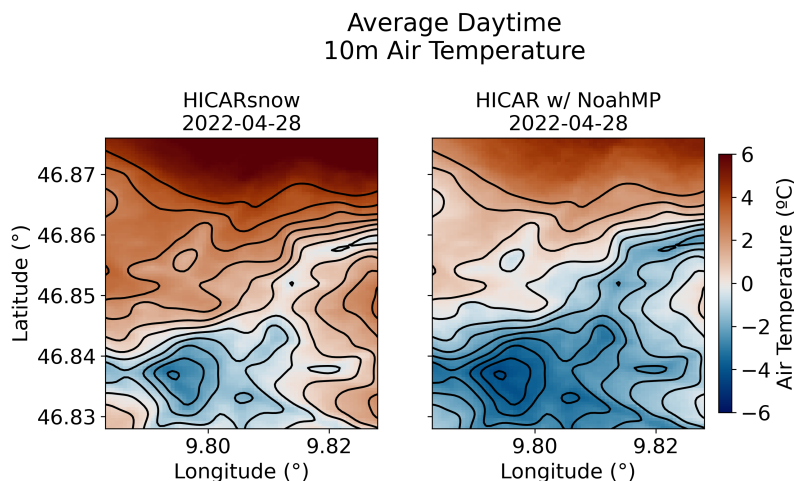 Average Daytime
10m Air Temperature
HICARsnow
2022-04-28
HICAR w/ NoahMP
2022-04-28
46.87
46.86
46.85
46.84
46.83
Latitude (°)
9.80
9.82
Longitude (°)
9.80
9.82
Longitude (°)
6
4
2
0
−2
−4
−6
Air Temperature (ºC)